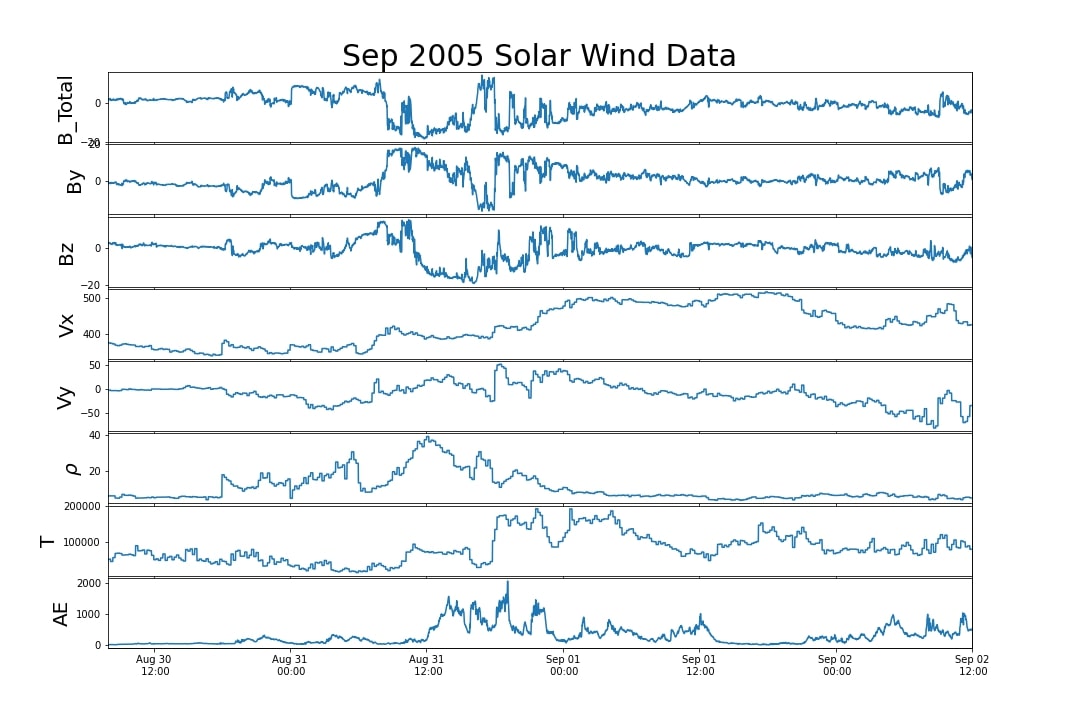 Sep 2005 Solar Wind Data
B_Total
0
−20
By
20
0
Bz
0
−20
Vx
500
400
Vy
50
0
−50
ρ
40
20
T
200000
100000
AE
2000
1000
0
Aug 30 Aug 31 Aug 31 Sep 01 Sep 01 Sep 02 Sep 02
12:00 00:00 12:00 00:00 12:00 00:00 12:00